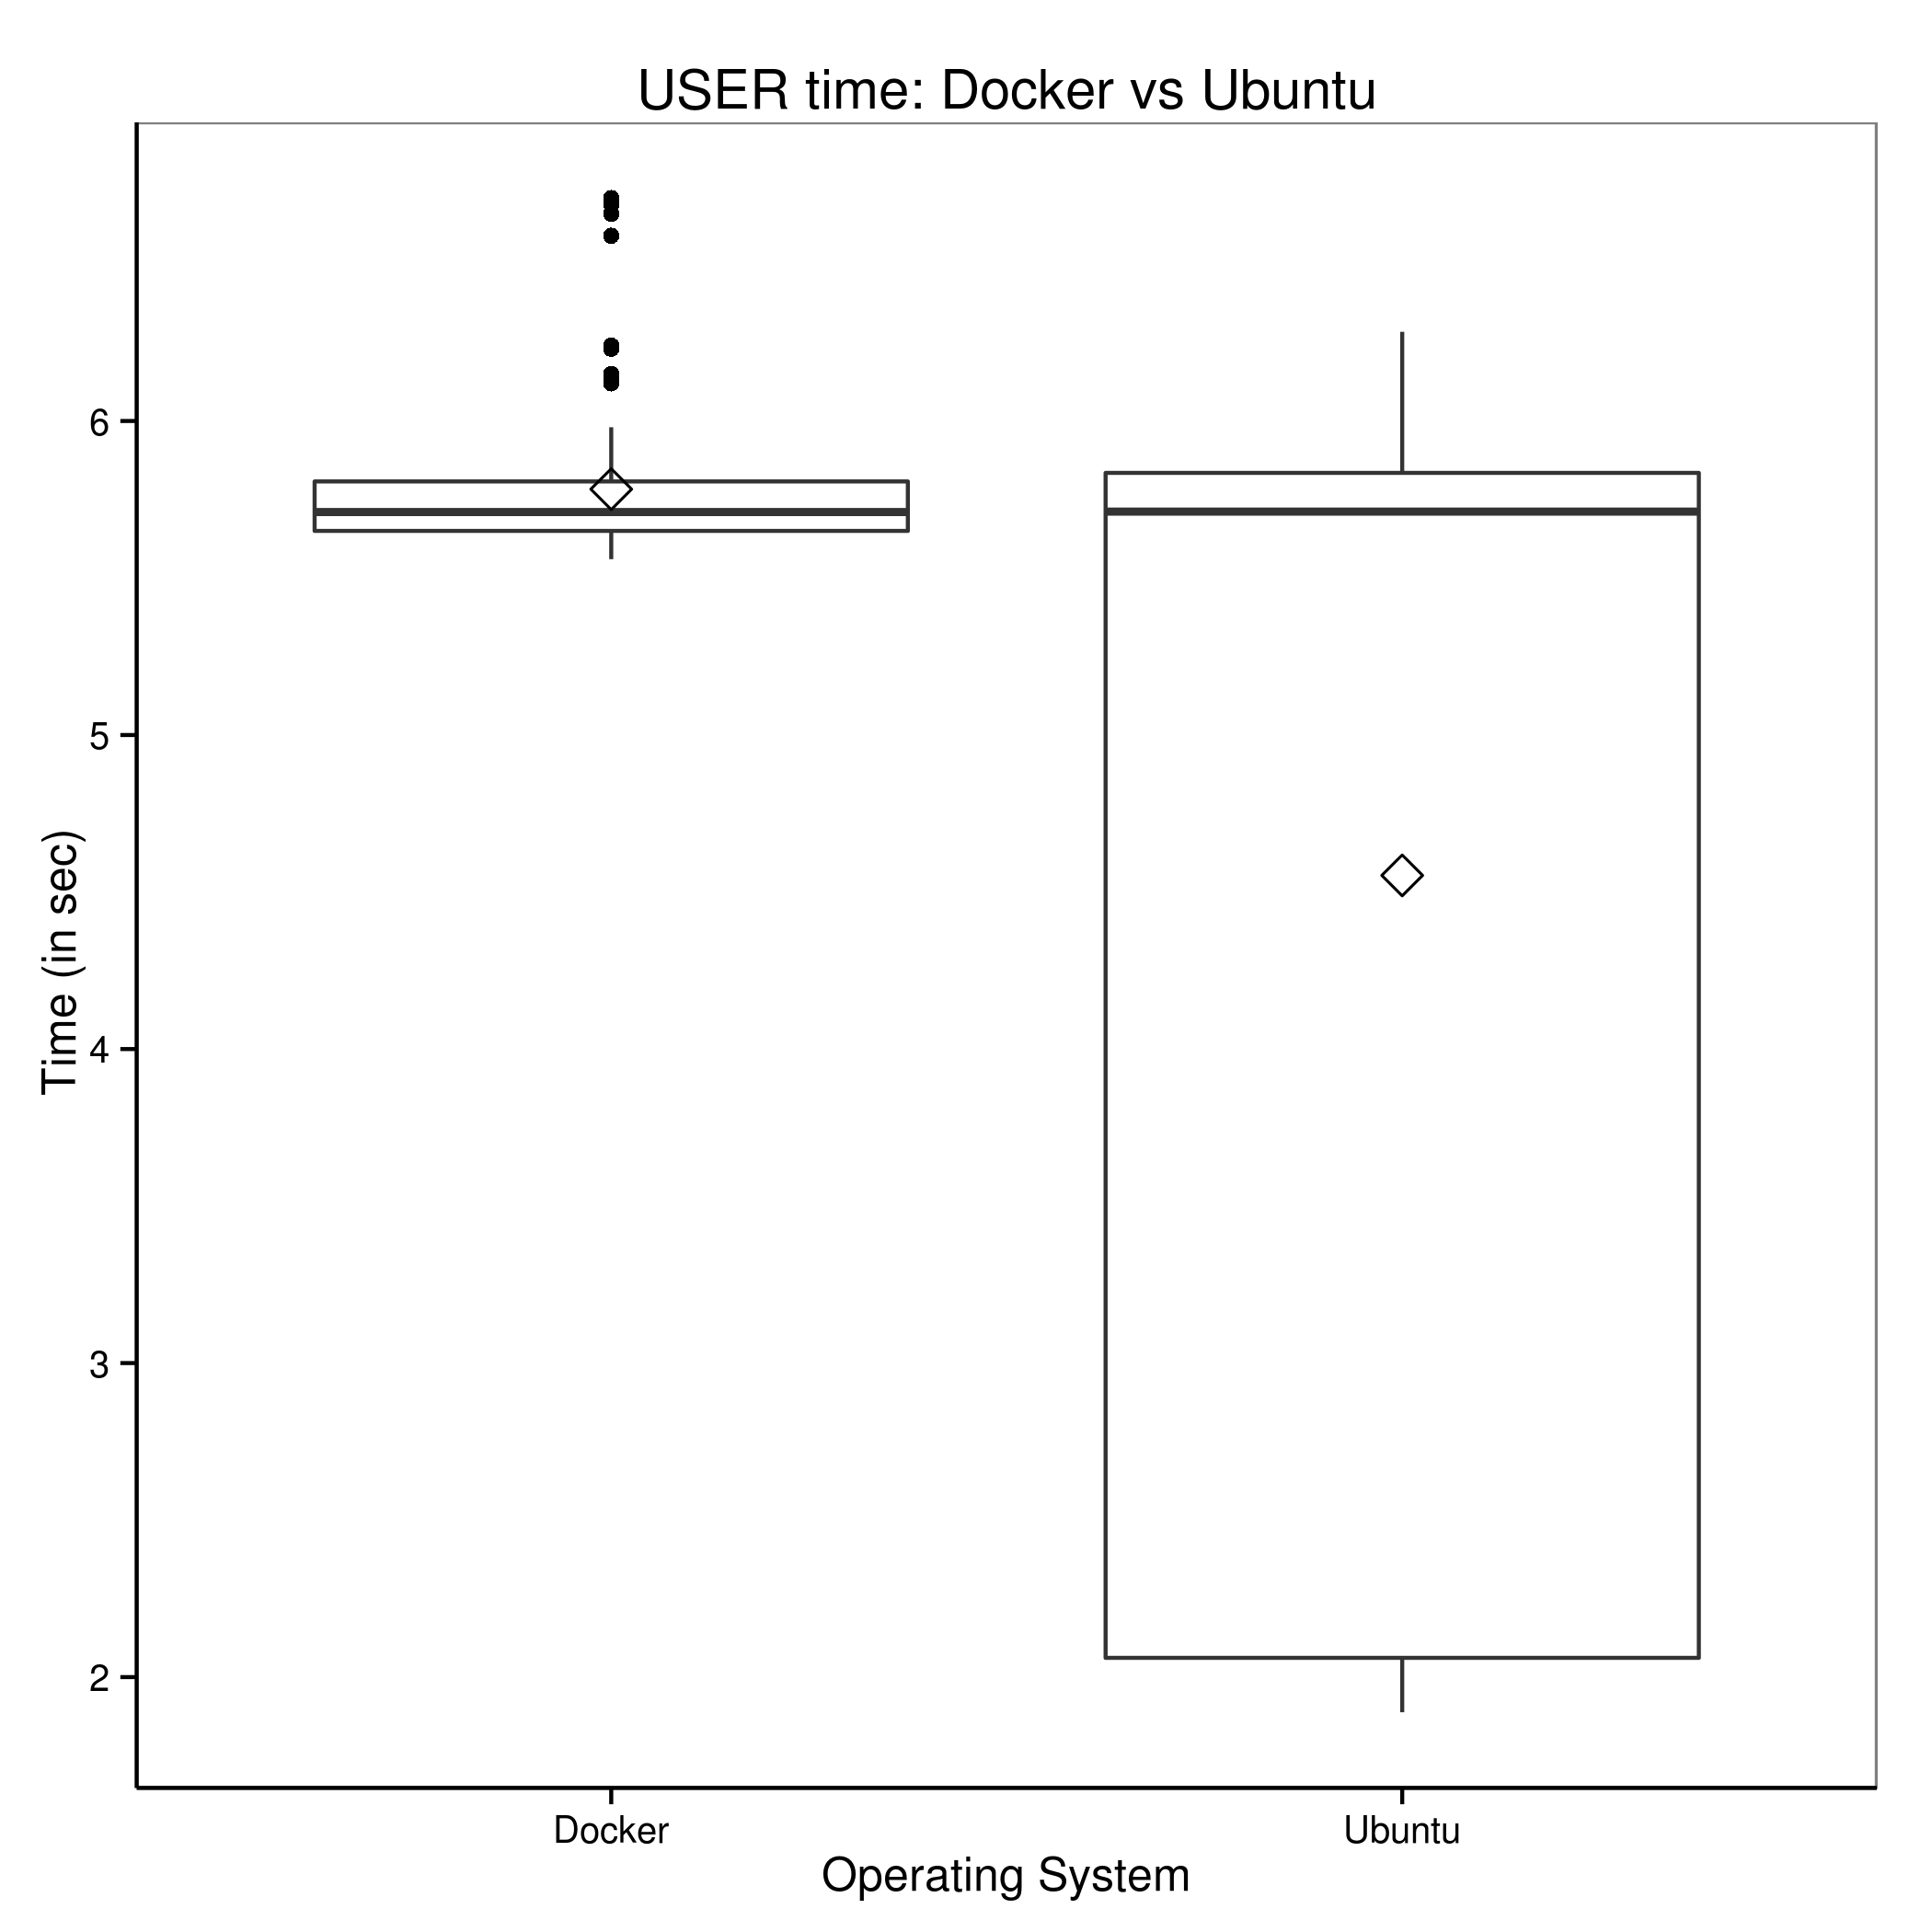 USER time: Docker vs Ubuntu
Time (in sec)
6
5
4
3
2
Docker
Ubuntu
Operating System